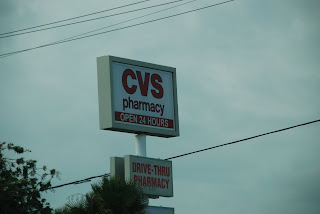 CVS
pharmacy
OPEN 24 HOURS
DRIVE-THRU
PHARMACY